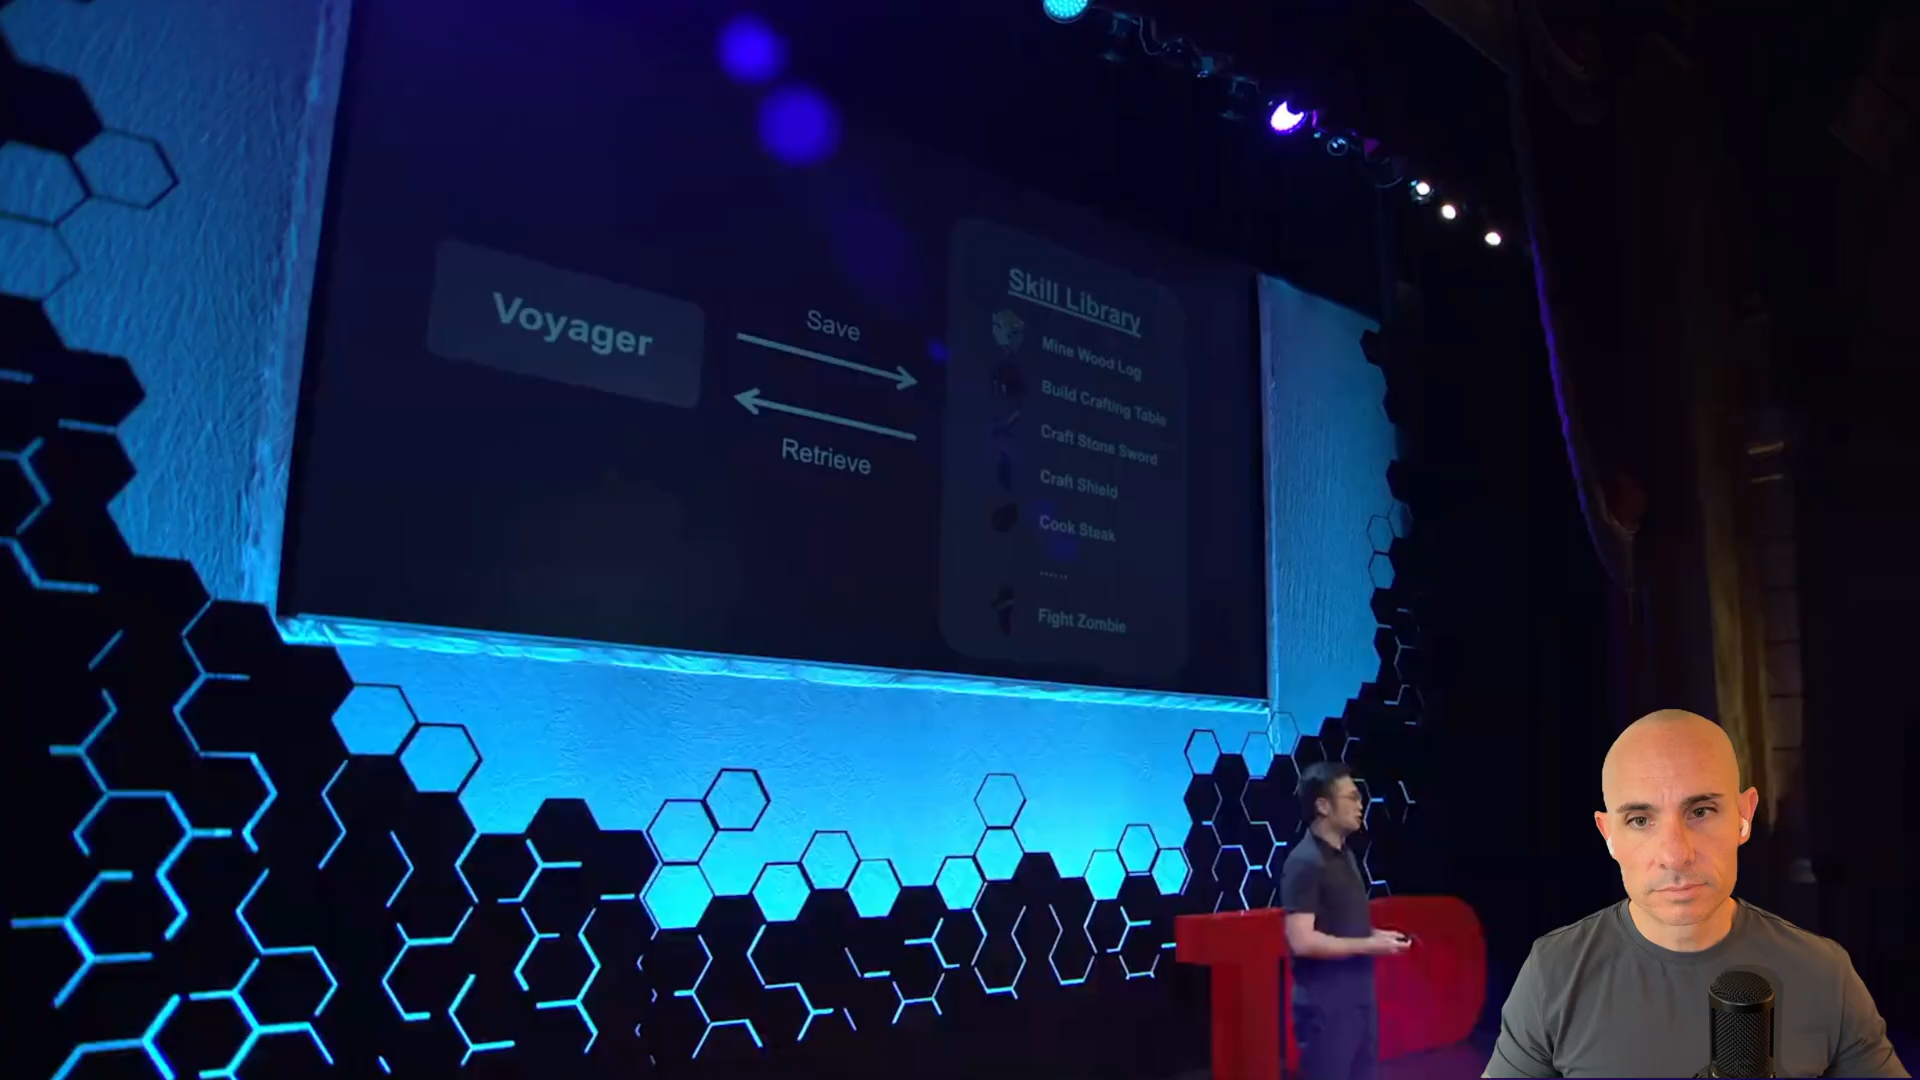 Voyager
Save
Retrieve
Skill Library
Mine Wood Log
Build Crafting Table
Craft Stone Sword
Craft Shield
Cook Steak
......
Fight Zombie
T D